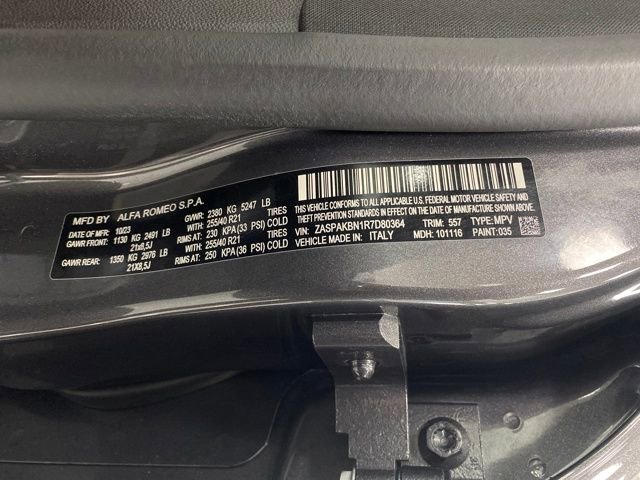 MFD BY ALFA ROMEO S.P.A.
DATE: 10/23 GVWR: 2380 KG 5247 LB
GAWR FRONT: 1130 KG 2491 LB 255/40 R21
21x8,5J RIMS AT: 230 KPA (33 PSI) COLD
GAWR REAR: 1350 KG 2976 LB 255/40 R21
21X8,5J RIMS AT: 250 KPA (36 PSI) COLD
THIS VEHICLE CONFORMS TO ALL APPLICABLE U.S.A. FEDERAL MOTOR VEHICLE
SAFETY, BUMPER, AND THEFT PREVENTION STANDARDS IN
EFFECT ON THE DATE OF MANUFACTURE SHOWN ABOVE.
VIN: ZASPAKBN1R7D80364 TRIM: 557 TYPE: MPV
VEHICLE MADE IN: ITALY MDH: 101116 PAINT: 035